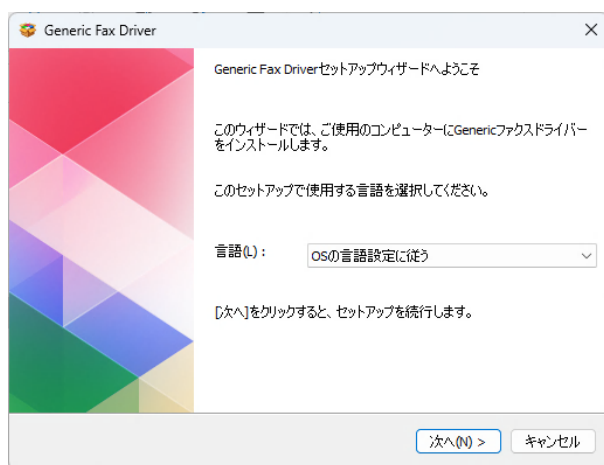 Generic Fax Driver
Generic Fax Driverセットアップウィザードへようこそ
このウィザードでは、ご使用のコンピューターにGenericファクスドライバー
をインストールします。
このセットアップで使用する言語を選択してください。
言語(L)： OSの言語設定に従う
[次へ]をクリックすると、セットアップを続行します。
次へ(N) > キャンセル